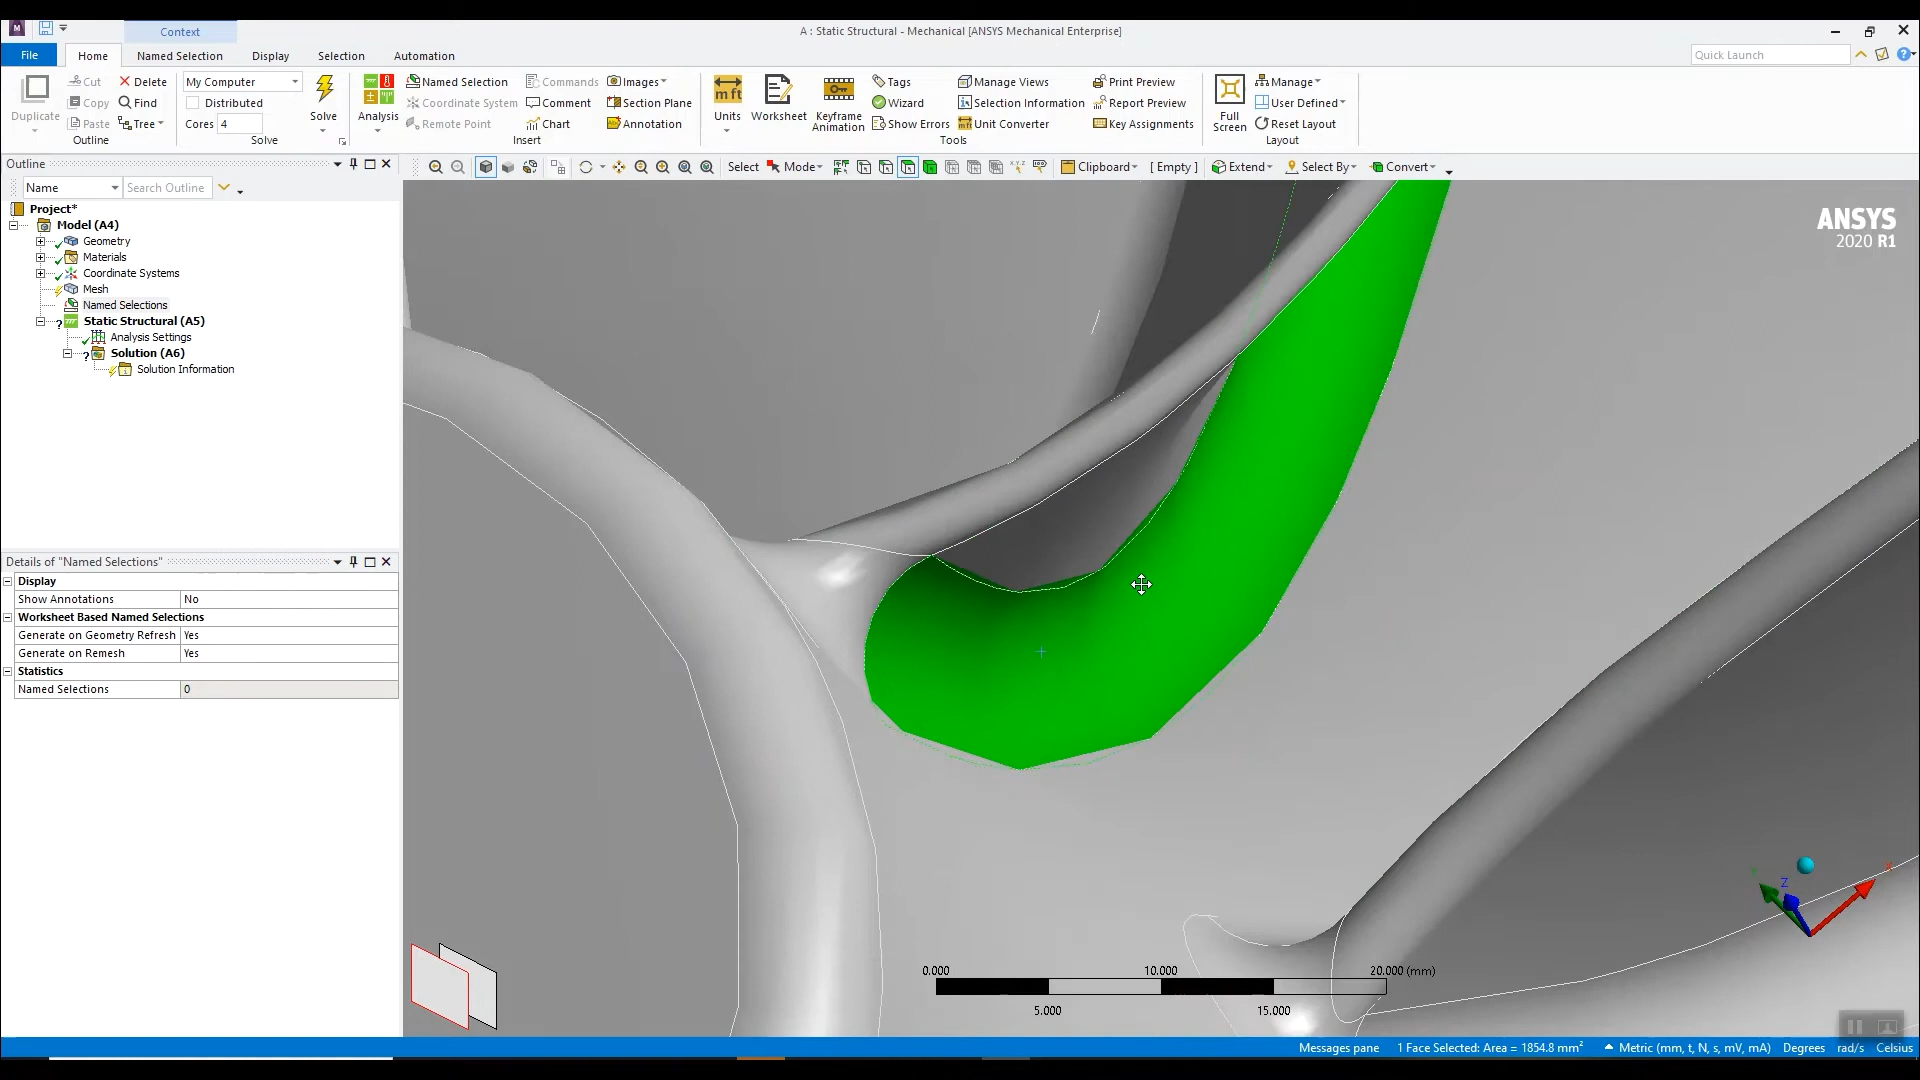 Context
A : Static Structural - Mechanical [ANSYS Mechanical Enterprise]
File Home Named Selection Display Selection Automation
Quick Launch
Duplicate Cut Copy Paste Delete Find Tree
Outline
My Computer
Distributed
Cores 4
Solve
Solve
Analysis
Named Selection Commands Images
Coordinate System Comment Section Plane
Remote Point Chart Annotation
Insert
Units Worksheet Keyframe Animation
Tags Manage Views Print Preview
Wizard Selection Information Report Preview
Show Errors Unit Converter Key Assignments
Tools
Full Screen
Manage
User Defined
Reset Layout
Layout
Outline
Select Mode Clipboard [ Empty ] Extend Select By Convert
Name Search Outline
Project*
Model (A4)
Geometry
Materials
Coordinate Systems
Mesh
Named Selections
Static Structural (A5)
Analysis Settings
Solution (A6)
Solution Information
Details of "Named Selections"
Display
Show Annotations No
Worksheet Based Named Selections
Generate on Geometry Refresh Yes
Generate on Remesh Yes
Statistics
Named Selections 0
ANSYS
2020 R1
Z
X
0.000 10.000 20.000 (mm)
5.000 15.000
Messages pane 1 Face Selected: Area = 1854.8 mm² Metric (mm, t, N, s, mV, mA) Degrees rad/s Celsius